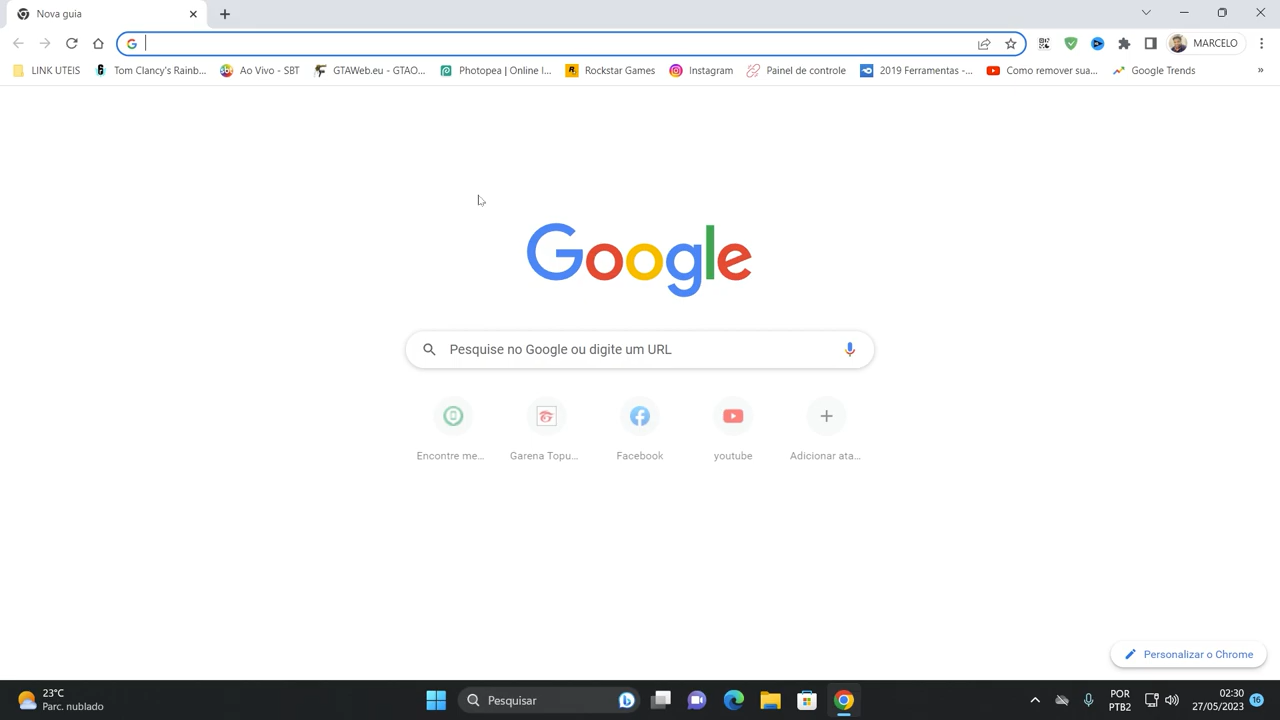 Nova guia
MARCELO
LINK UTEIS
Tom Clancy's Rainb...
Ao Vivo - SBT
GTAWeb.eu - GTAO...
Photopea | Online I...
Rockstar Games
Instagram
Painel de controle
2019 Ferramentas -...
Como remover sua...
Google Trends
Google
Pesquise no Google ou digite um URL
Encontre me...
Garena Topu...
Facebook
youtube
Adicionar ata...
Personalizar o Chrome
23°C
Parc. nublado
Pesquisar
POR
PTB2
02:30
27/05/2023
16